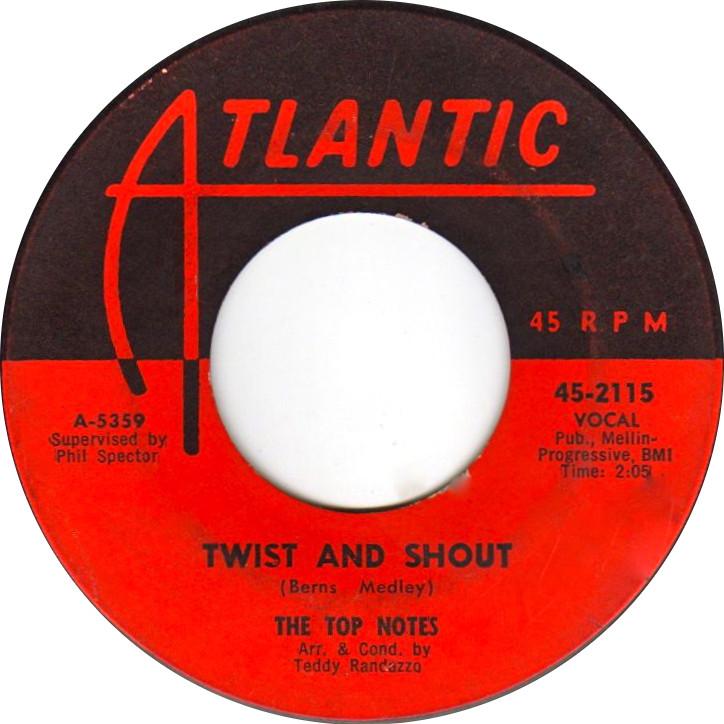 ATLANTIC
45 RPM
A-5359
Supervised by
Phil Spector
45-2115
VOCAL
Pub., Mellin-
Progressive, BMI
Time: 2:05
TWIST AND SHOUT
(Berns Medley)
THE TOP NOTES
Arr. & Cond. by
Teddy Randazzo